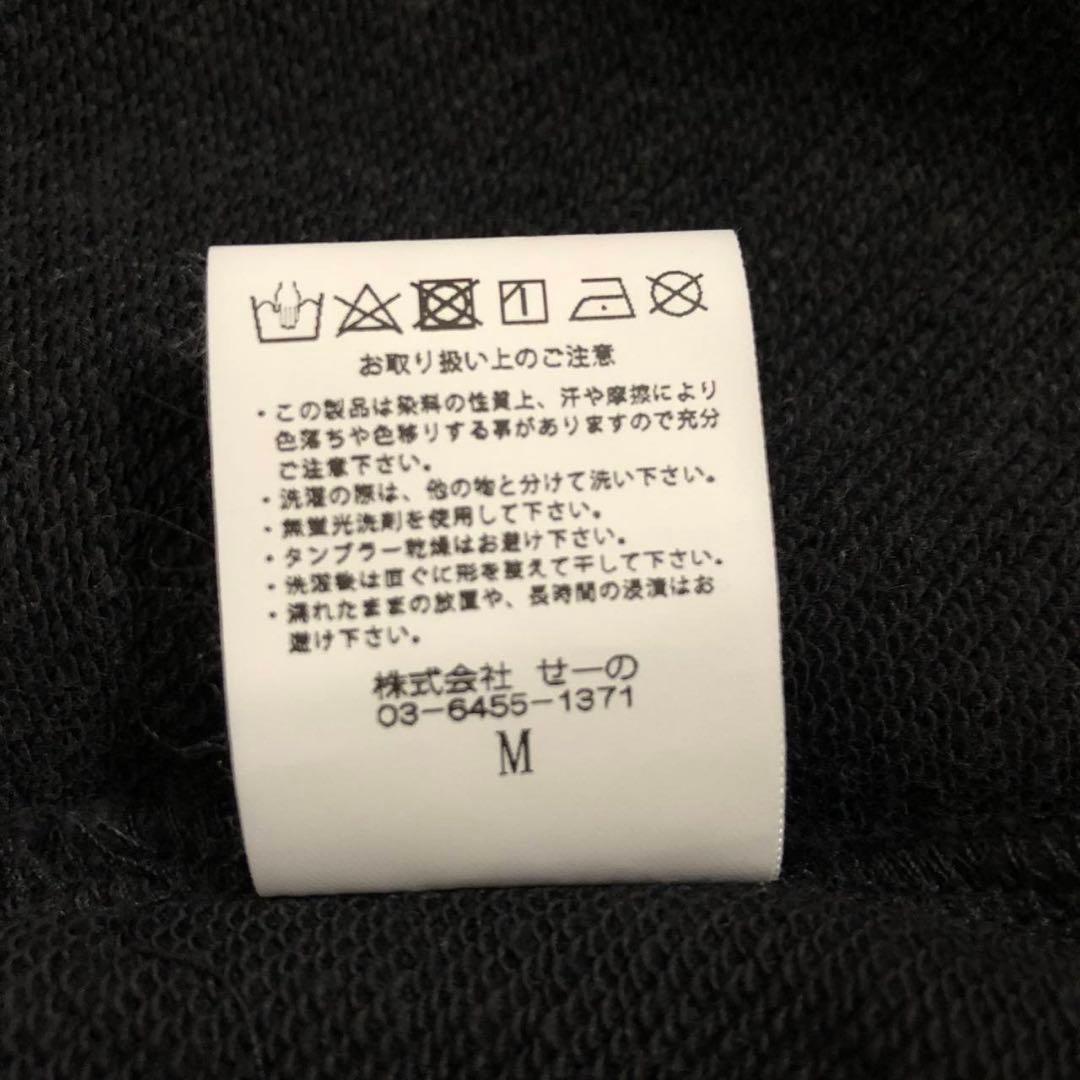 お取り扱い上のご注意
・この製品は染料の性質上、汗や摩擦により
色落ちや色移りする事がありますので充分
ご注意下さい。
・洗濯の際は、他の物と分けて洗い下さい。
・無蛍光洗剤を使用して下さい。
・タンブラー乾燥はお避け下さい。
・洗濯後は直ぐに形を整えて干して下さい。
・濡れたままの放置や、長時間の浸漬はお
避け下さい。
株式会社 せーの
03-6455-1371
M